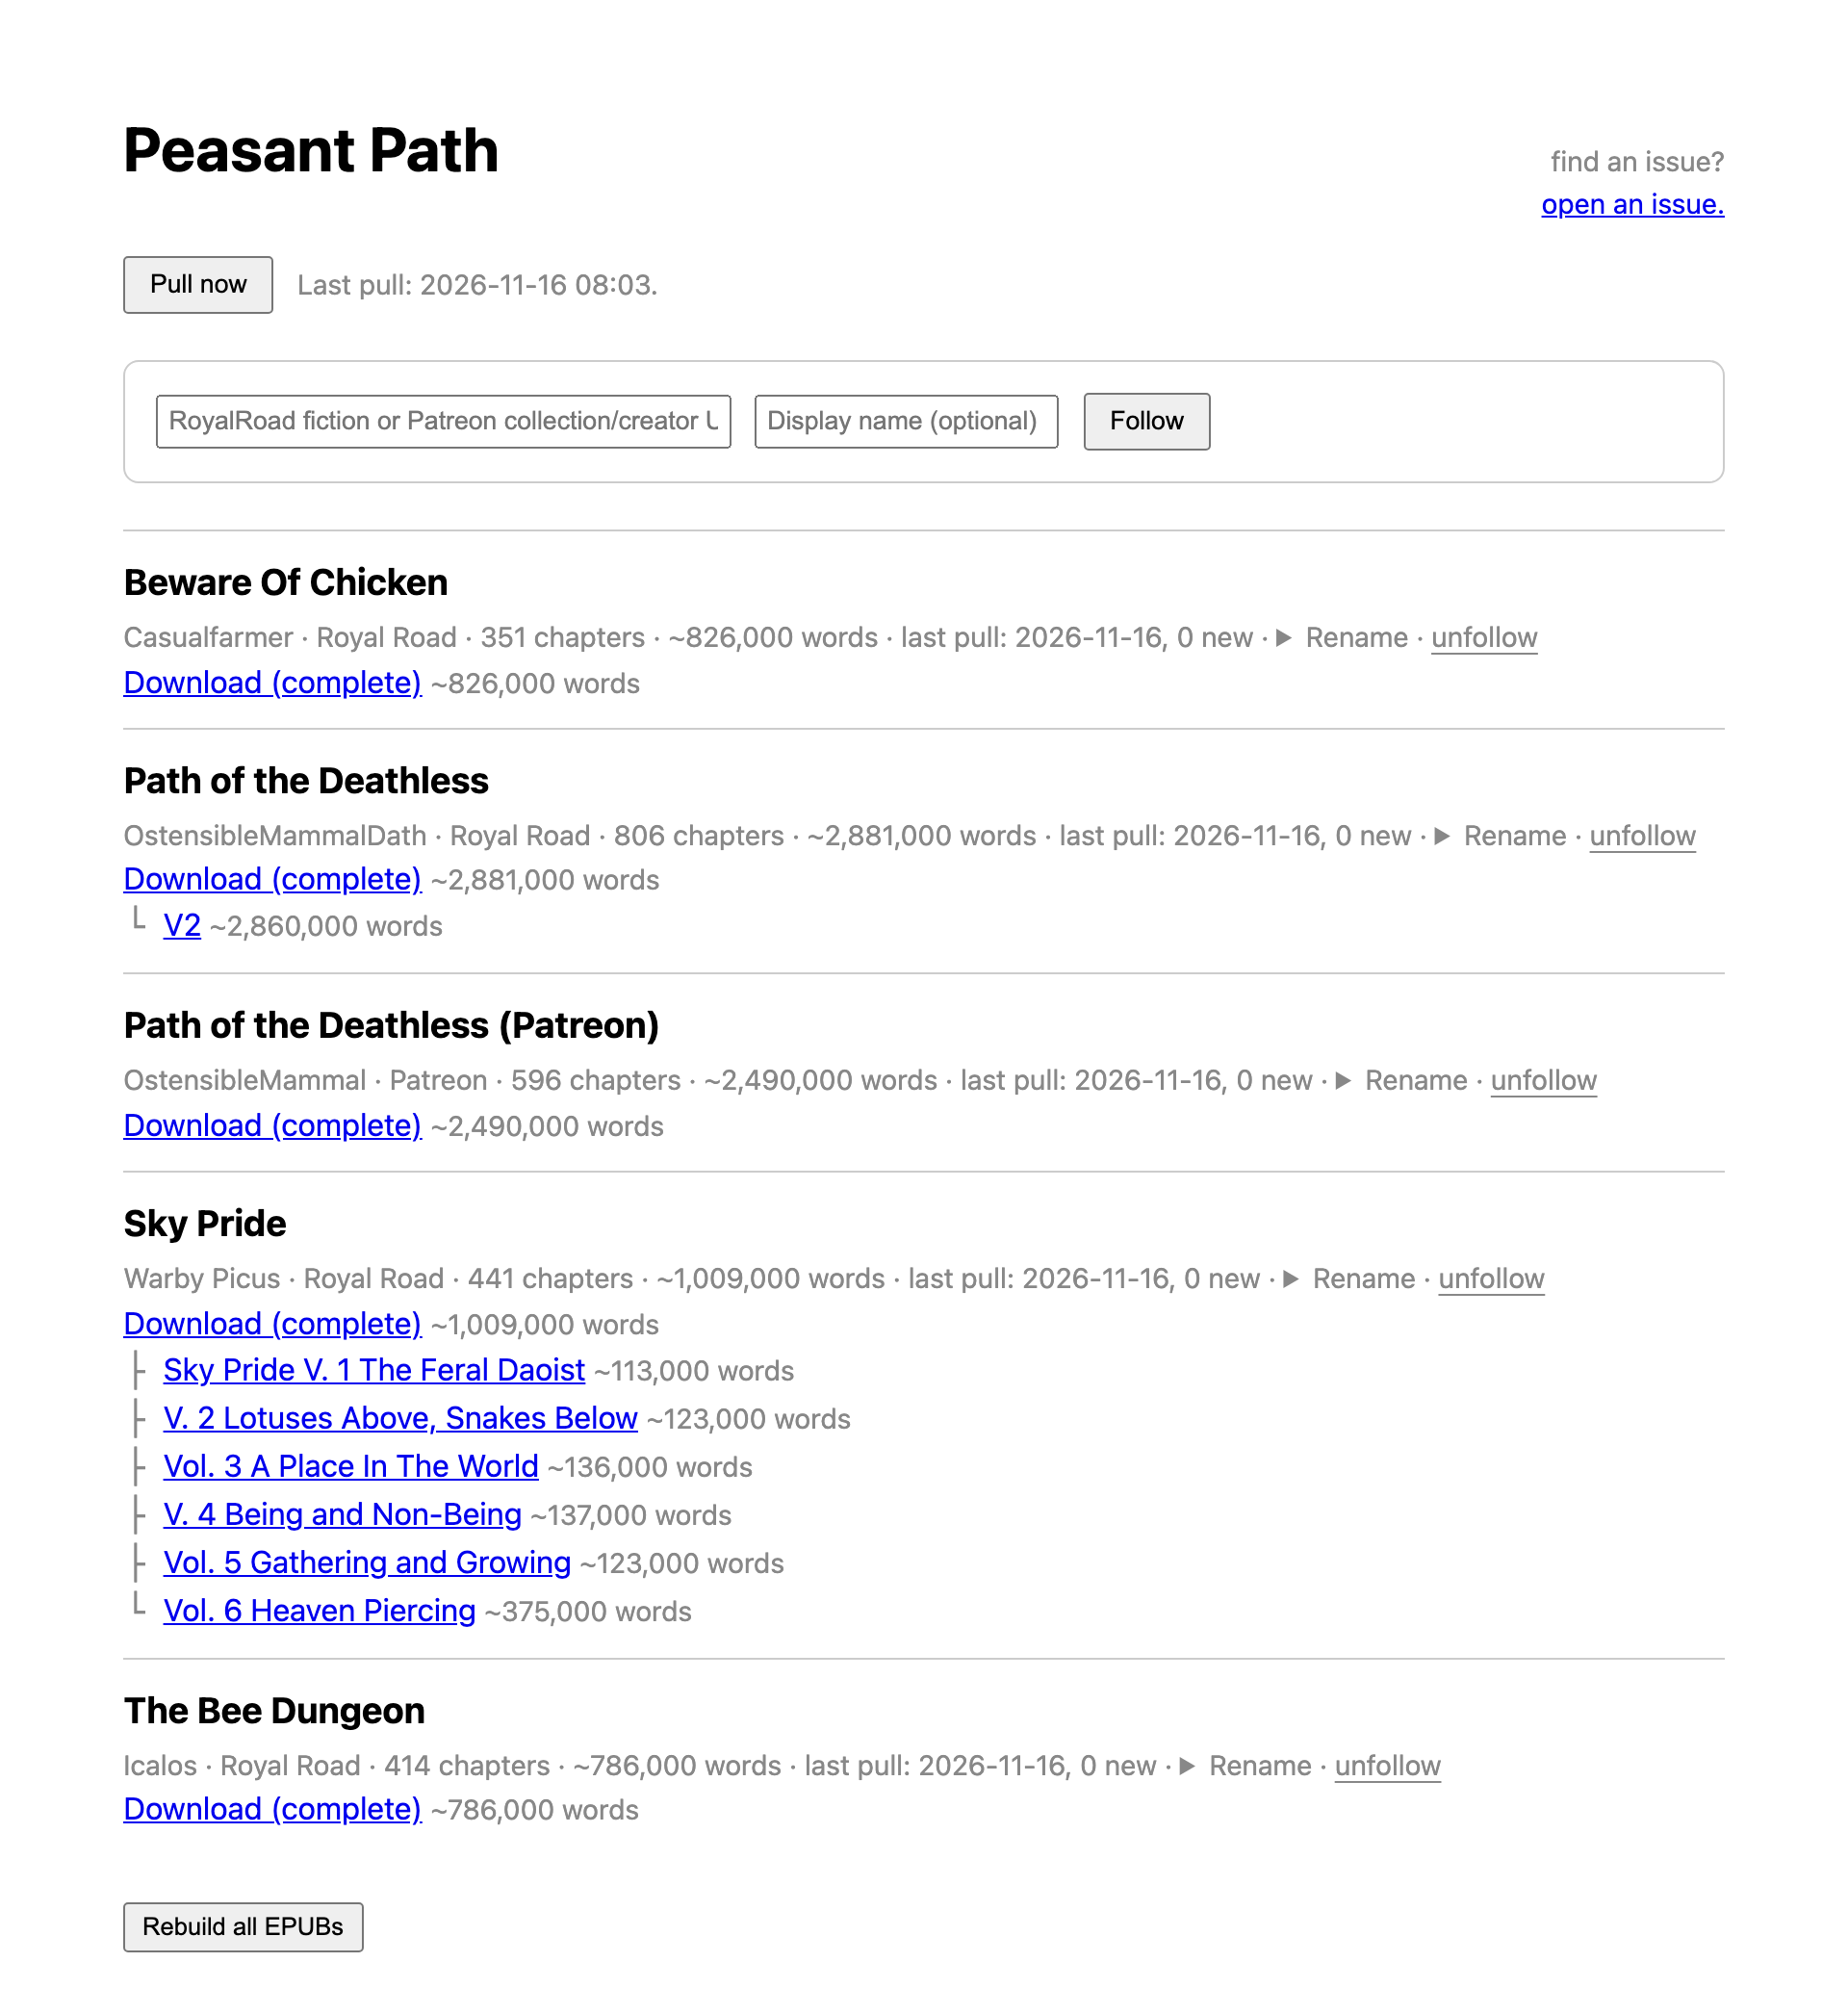 Peasant Path
find an issue?
open an issue.
Pull now Last pull: 2026-11-16 08:03.
RoyalRoad fiction or Patreon collection/creator U Display name (optional) Follow
Beware Of Chicken
Casualfarmer · Royal Road · 351 chapters · ~826,000 words · last pull: 2026-11-16, 0 new · ▶ Rename · unfollow
Download (complete) ~826,000 words
Path of the Deathless
OstensibleMammalDath · Royal Road · 806 chapters · ~2,881,000 words · last pull: 2026-11-16, 0 new · ▶ Rename · unfollow
Download (complete) ~2,881,000 words
└ V2 ~2,860,000 words
Path of the Deathless (Patreon)
OstensibleMammal · Patreon · 596 chapters · ~2,490,000 words · last pull: 2026-11-16, 0 new · ▶ Rename · unfollow
Download (complete) ~2,490,000 words
Sky Pride
Warby Picus · Royal Road · 441 chapters · ~1,009,000 words · last pull: 2026-11-16, 0 new · ▶ Rename · unfollow
Download (complete) ~1,009,000 words
├ Sky Pride V. 1 The Feral Daoist ~113,000 words
├ V. 2 Lotuses Above, Snakes Below ~123,000 words
├ Vol. 3 A Place In The World ~136,000 words
├ V. 4 Being and Non-Being ~137,000 words
├ Vol. 5 Gathering and Growing ~123,000 words
└ Vol. 6 Heaven Piercing ~375,000 words
The Bee Dungeon
Icalos · Royal Road · 414 chapters · ~786,000 words · last pull: 2026-11-16, 0 new · ▶ Rename · unfollow
Download (complete) ~786,000 words
Rebuild all EPUBs